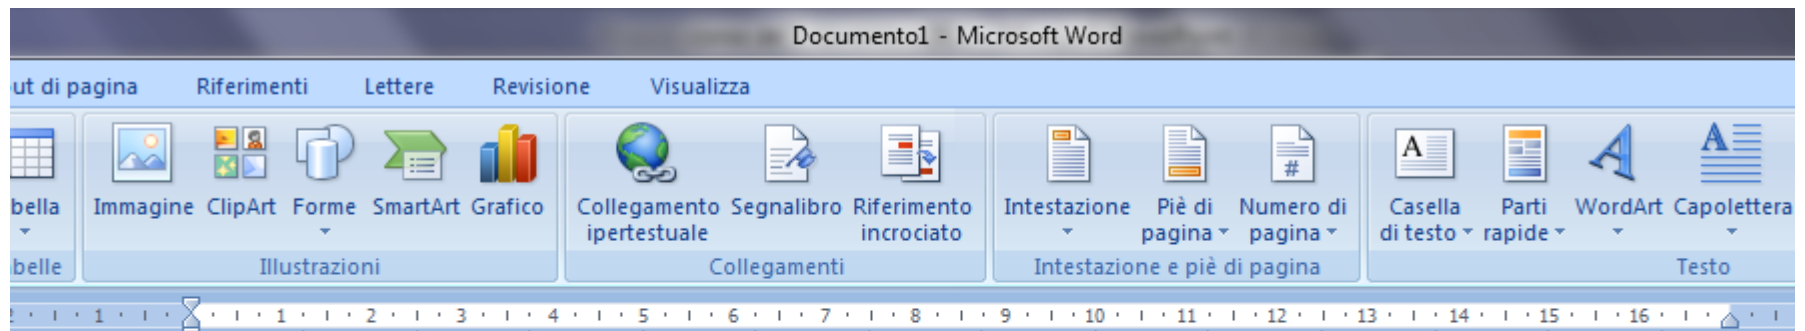 Documento1 - Microsoft Word
ut di pagina Riferimenti Lettere Revisione Visualizza
bella Immagine ClipArt Forme SmartArt Grafico Collegamento Segnalibro Riferimento Intestazione Piè di Numero di Casella Parti WordArt Capolettera
ipertestuale incrociato pagina pagina di testo rapide
belle Illustrazioni Collegamenti Intestazione e piè di pagina Testo
2 1 1 2 3 4 5 6 7 8 9 10 11 12 13 14 15 16